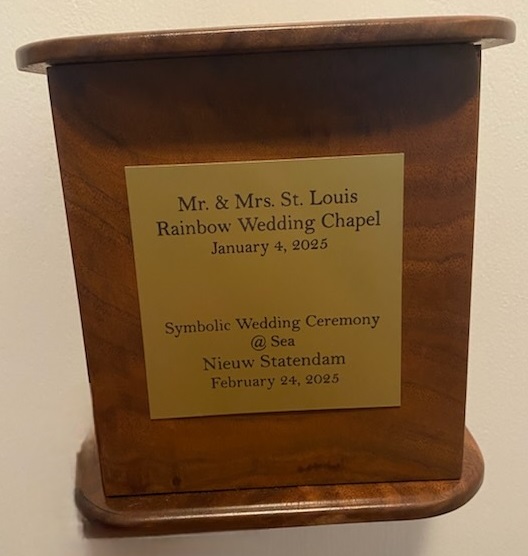 Mr. & Mrs. St. Louis
Rainbow Wedding Chapel
January 4, 2025
Symbolic Wedding Ceremony
@ Sea
Nieuw Statendam
February 24, 2025